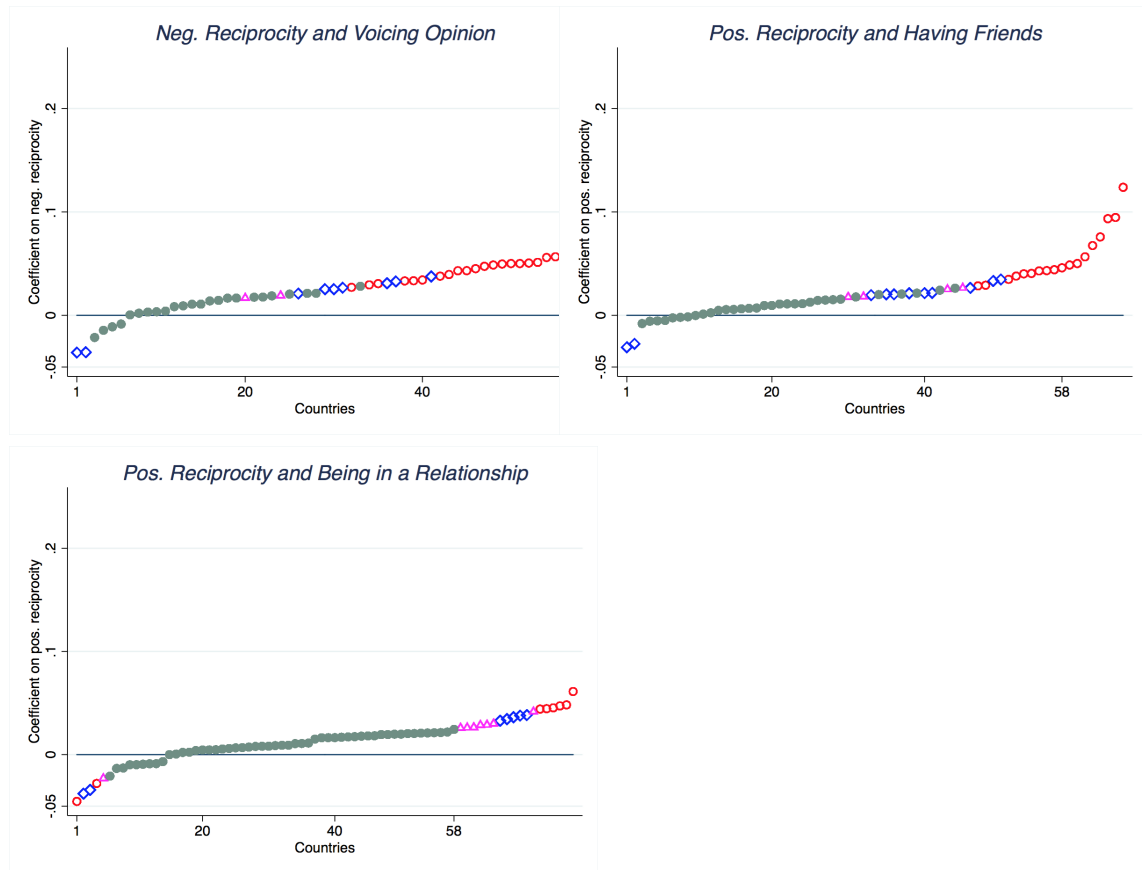 Neg. Reciprocity and Voicing Opinion
Coefficient on neg. reciprocity
.2
.1
0
-.05
1
20
40
Countries
Pos. Reciprocity and Having Friends
Coefficient on pos. reciprocity
.2
.1
0
-.05
1
20
40
58
Countries
Pos. Reciprocity and Being in a Relationship
Coefficient on pos. reciprocity
.2
.1
0
-.05
1
20
40
58
Countries